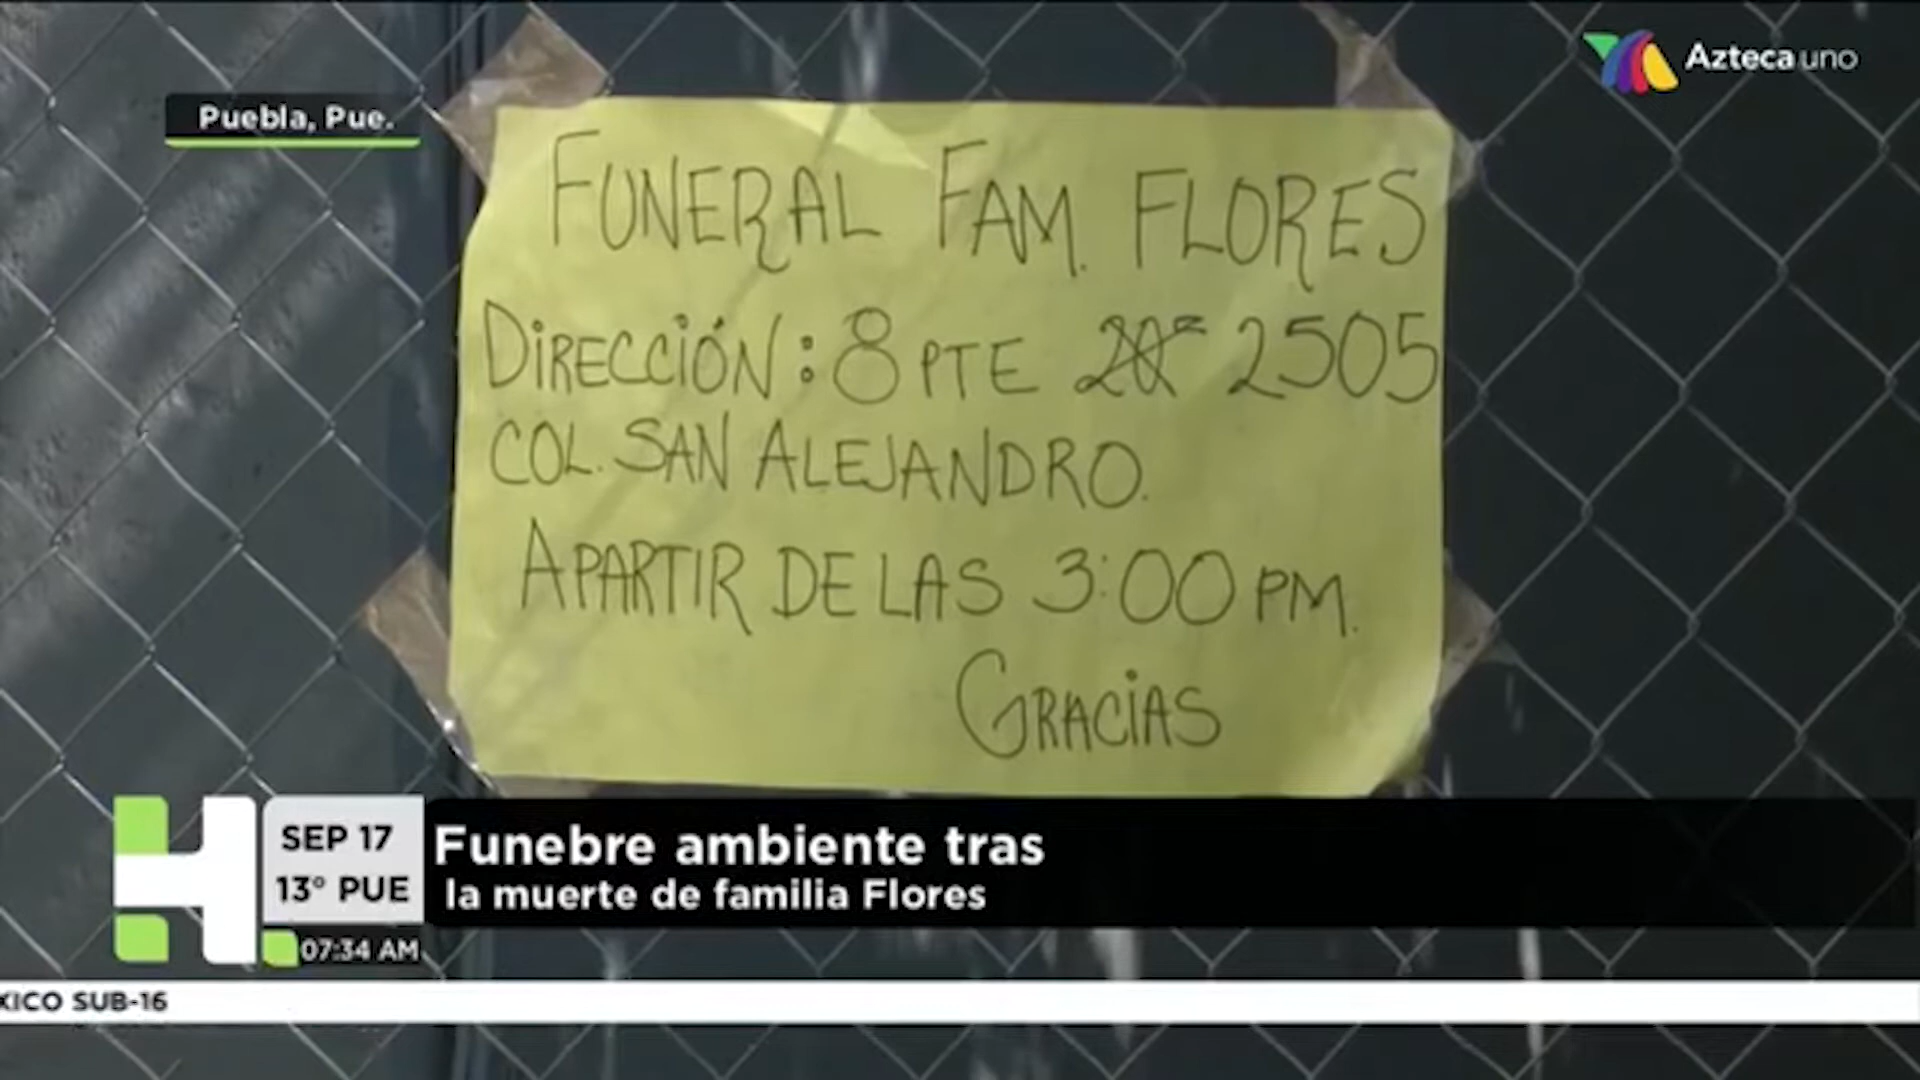 Azteca uno
Puebla, Pue.
FUNERAL FAM. FLORES
DIRECCIÓN: 8 PTE 2505
COL. SAN ALEJANDRO.
APARTIR DE LAS 3:00 PM.
GRACIAS
SEP 17
13° PUE
07:34 AM
Funebre ambiente tras
la muerte de familia Flores
XICO SUB-16